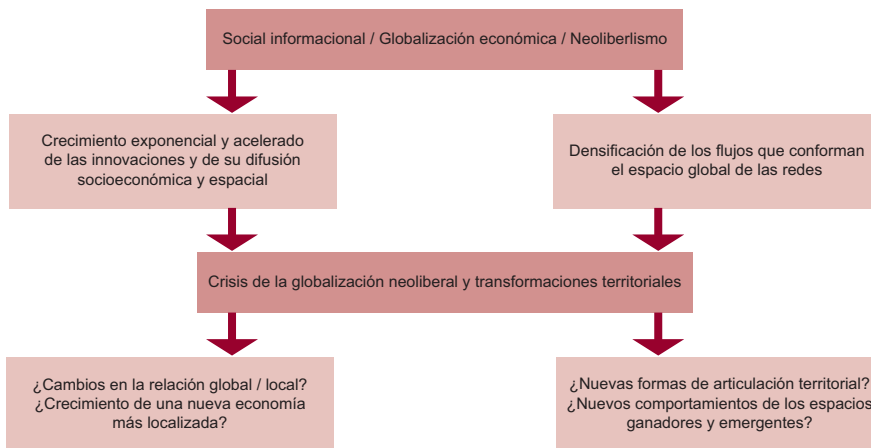 Social informacional / Globalización económica / Neoliberlismo
Crecimiento exponencial y acelerado
de las innovaciones y de su difusión
socioeconómica y espacial
Densificación de los flujos que conforman
el espacio global de las redes
Crisis de la globalización neoliberal y transformaciones territoriales
¿Cambios en la relación global / local?
¿Crecimiento de una nueva economía
más localizada?
¿Nuevas formas de articulación territorial?
¿Nuevos comportamientos de los espacios
ganadores y emergentes?